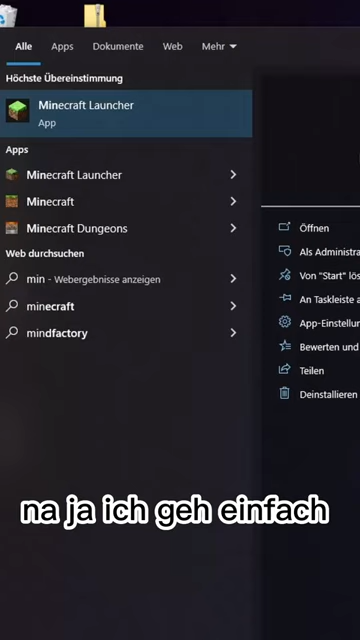 Alle Apps Dokumente Web Mehr
Höchste Übereinstimmung
Minecraft Launcher
App
Apps
Minecraft Launcher
Minecraft
Minecraft Dungeons
Web durchsuchen
min - Webergebnisse anzeigen
minecraft
mindfactory
Öffnen
Als Administra
Von "Start" lös
An Taskleiste a
App-Einstellur
Bewerten und
Teilen
Deinstallieren
na ja ich geh einfach